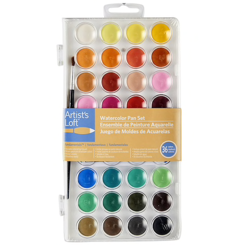 Artist's
Loft
Watercolor Pan Set
Ensemble de Peinture Aquarelle
Juego de Moldes de Acuarelas
36